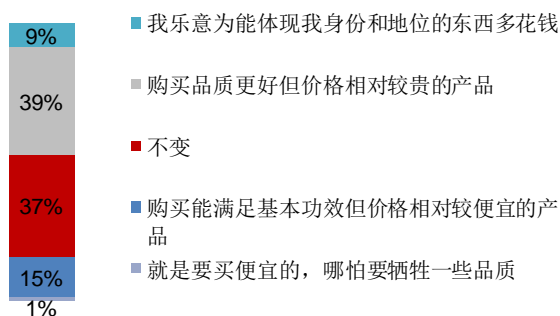 9%
我乐意为能体现我身份和地位的东西多花钱
39%
购买品质更好但价格相对较贵的产品
不变
37%
购买能满足基本功效但价格相对较便宜的产
品
15%
就是要买便宜的，哪怕要牺牲一些品质
1%